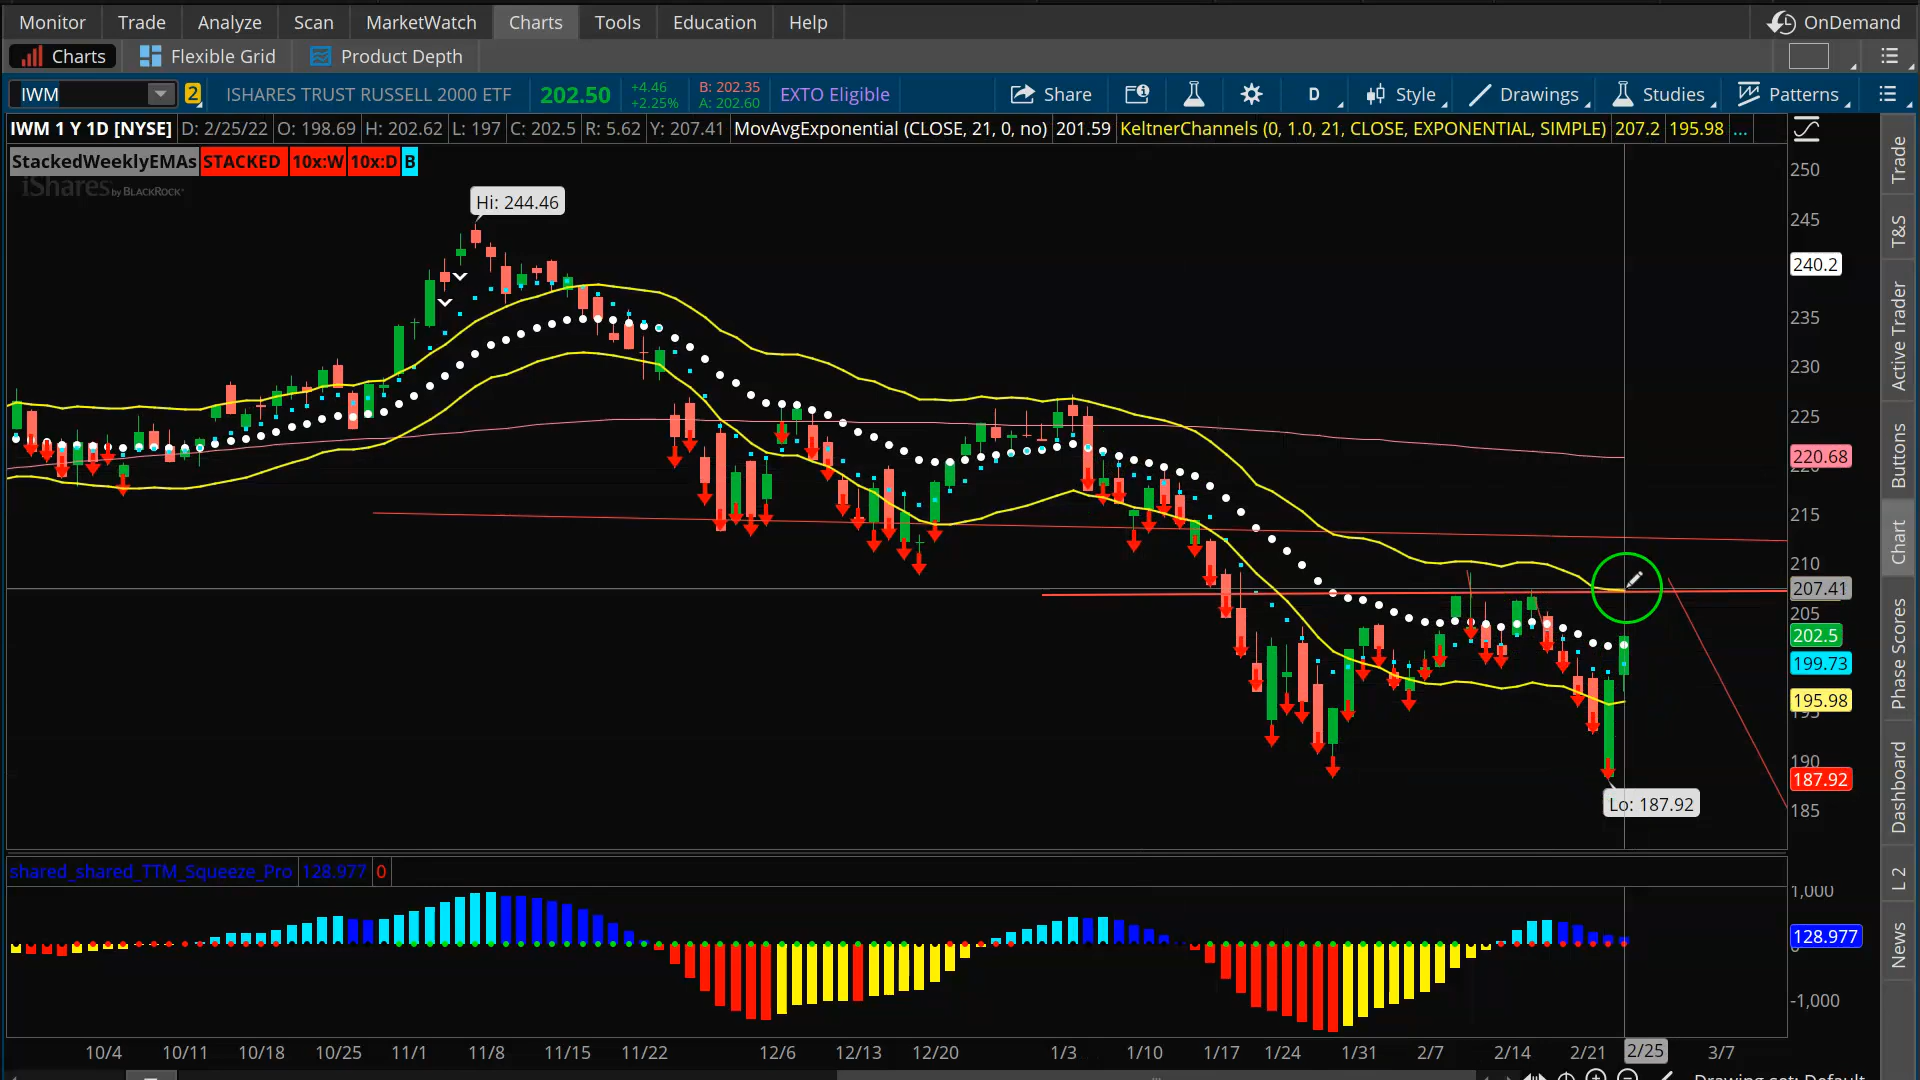 Monitor Trade Analyze Scan MarketWatch Charts Tools Education Help OnDemand
Charts Flexible Grid Product Depth
IWM 2 ISHARES TRUST RUSSELL 2000 ETF 202.50 +4.46 +2.25% B: 202.35 A: 202.60 EXTO Eligible Share D Style Drawings Studies Patterns
IWM 1 Y 1D [NYSE] D: 2/25/22 O: 198.69 H: 202.62 L: 197 C: 202.5 R: 5.62 Y: 207.41 MovAvgExponential (CLOSE, 21, 0, no) 201.59 KeltnerChannels (0, 1.0, 21, CLOSE, EXPONENTIAL, SIMPLE) 207.2 195.98 ...
StackedWeeklyEMAs STACKED 10x:W 10x:D B
iShares by BLACKROCK
Hi: 244.46
Lo: 187.92
250
245
240.2
235
230
225
220.68
220
215
210
207.41
205
202.5
199.73
195.98
195
190
187.92
185
shared_shared_TTM_Squeeze_Pro 128.977 0
1,000
128.977
-1,000
10/4 10/11 10/18 10/25 11/1 11/8 11/15 11/22 12/6 12/13 12/20 1/3 1/10 1/17 1/24 1/31 2/7 2/14 2/21 2/25 3/7
Drawing set: Default
Trade
T&S
Active Trader
Buttons
Chart
Phase Scores
Dashboard
L 2
News